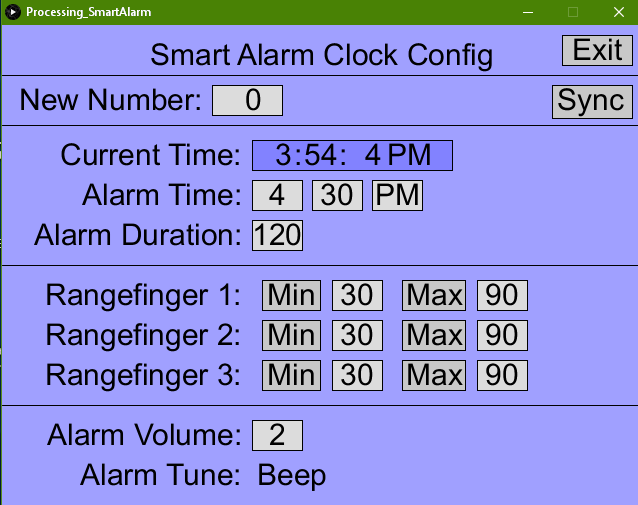 Processing_SmartAlarm
Smart Alarm Clock Config Exit
New Number: 0 Sync
Current Time: 3:54: 4 PM
Alarm Time: 4 30 PM
Alarm Duration: 120
Rangefinger 1: Min 30 Max 90
Rangefinger 2: Min 30 Max 90
Rangefinger 3: Min 30 Max 90
Alarm Volume: 2
Alarm Tune: Beep